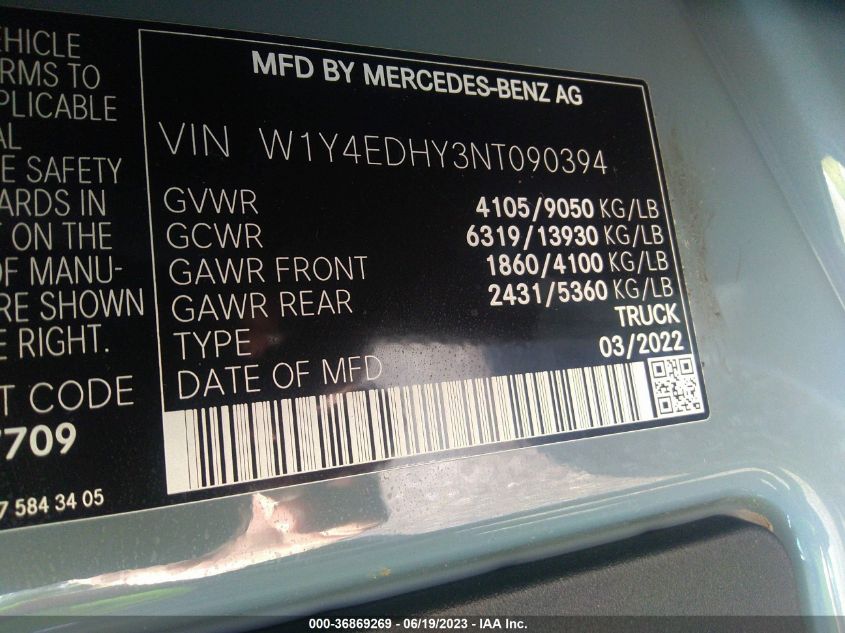 EHICLE
RMS TO
PLICABLE
AL
E SAFETY
ARDS IN
T ON THE
OF MANU-
RE SHOWN
E RIGHT.
T CODE
7709
7 584 34 05
MFD BY MERCEDES-BENZ AG
VIN W1Y4EDHY3NT090394
GVWR 4105/9050 KG/LB
GCWR 6319/13930 KG/LB
GAWR FRONT 1860/4100 KG/LB
GAWR REAR 2431/5360 KG/LB
TYPE TRUCK
DATE OF MFD 03/2022
000-36869269 - 06/19/2023 - IAA Inc.